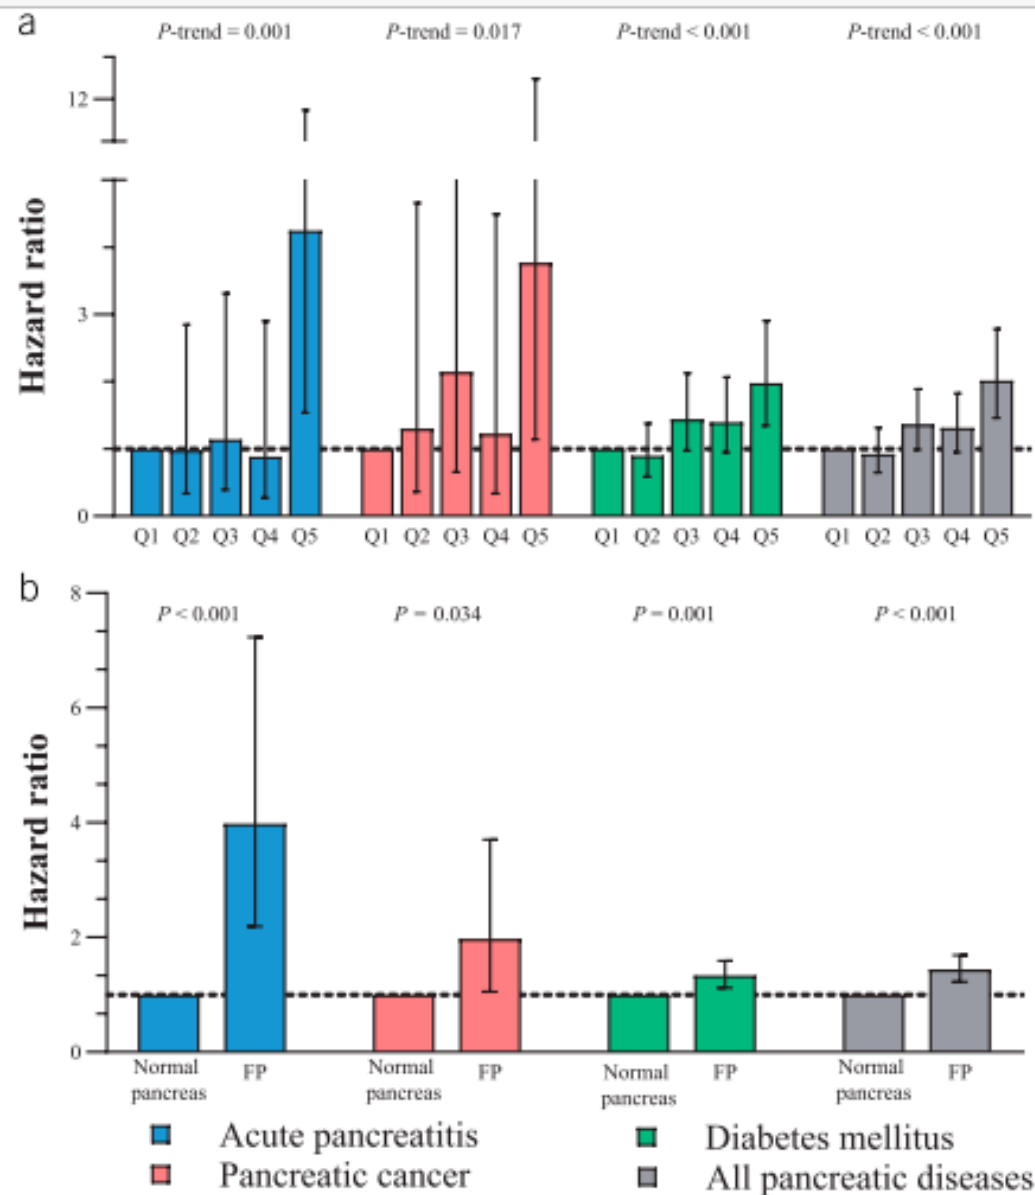 a
P-trend = 0.001 P-trend = 0.017 P-trend < 0.001 P-trend < 0.001
12
3
0
Hazard ratio
Q1 Q2 Q3 Q4 Q5 Q1 Q2 Q3 Q4 Q5 Q1 Q2 Q3 Q4 Q5 Q1 Q2 Q3 Q4 Q5
b
P < 0.001 P = 0.034 P = 0.001 P < 0.001
8
6
4
2
0
Hazard ratio
Normal pancreas FP Normal pancreas FP Normal pancreas FP Normal pancreas FP
Acute pancreatitis Diabetes mellitus
Pancreatic cancer All pancreatic diseases